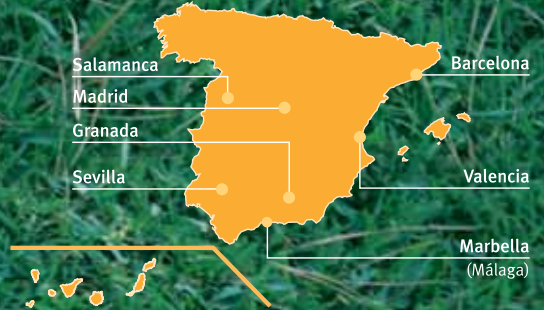 Salamanca
Madrid
Granada
Sevilla
Barcelona
Valencia
Marbella
(Málaga)